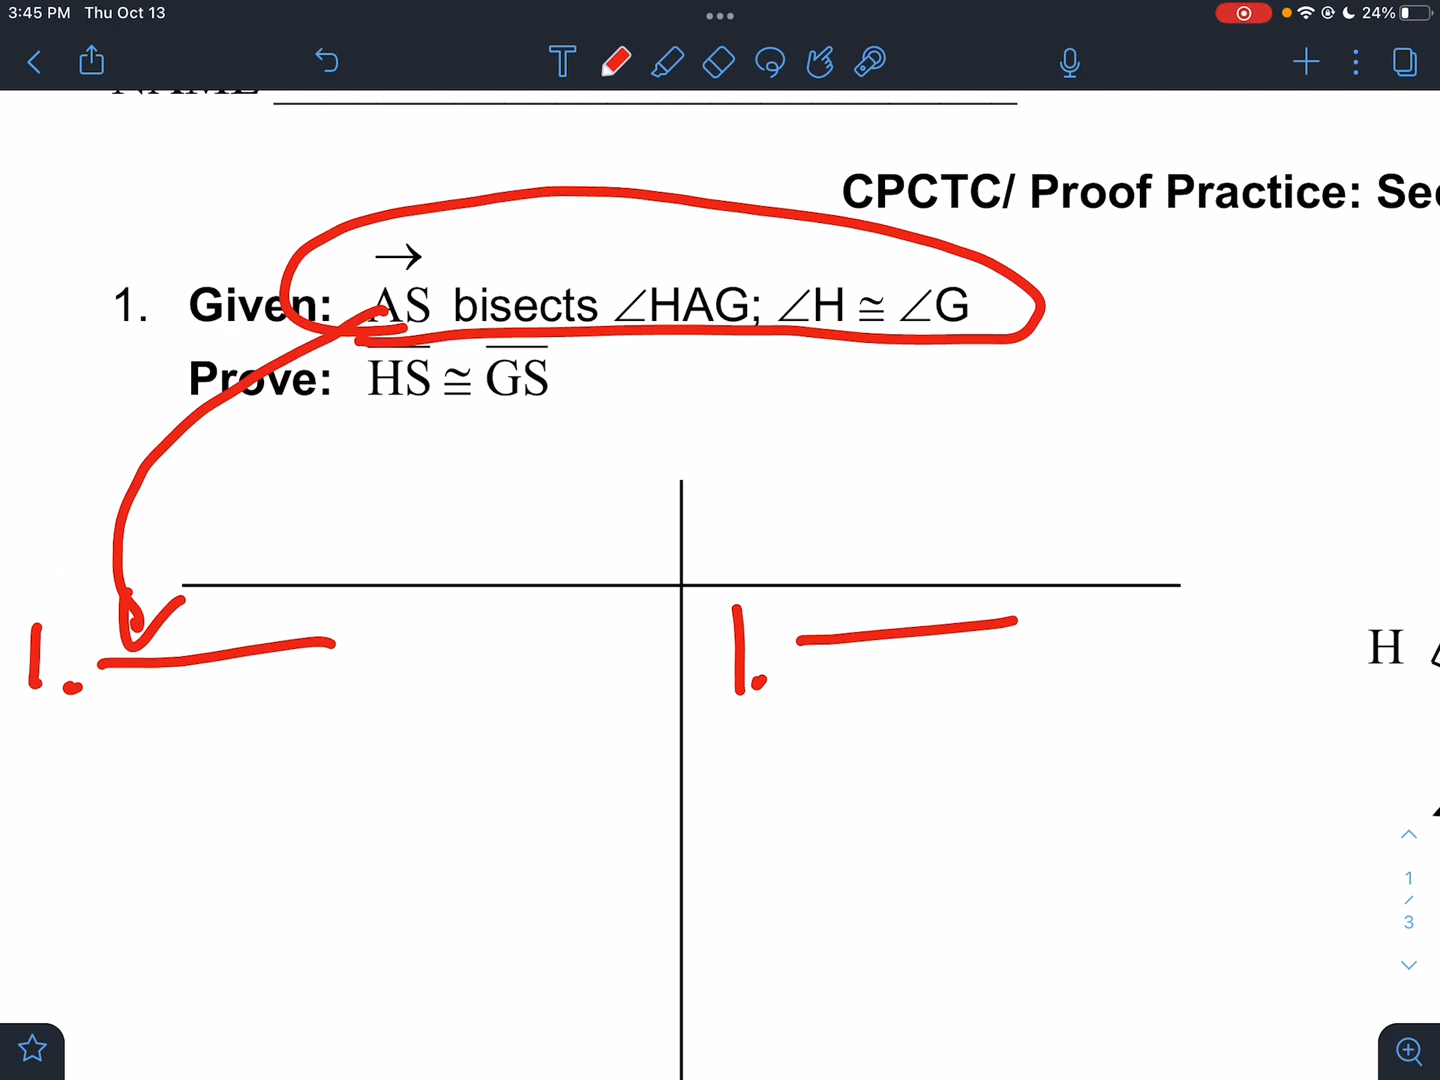 3:45 PM Thu Oct 13
24%
CPCTC/ Proof Practice: Sec
→
1. Given: AS bisects ∠HAG; ∠H ≅ ∠G
Prove: HS ≅ GS
1.
1.
H
1
/
3